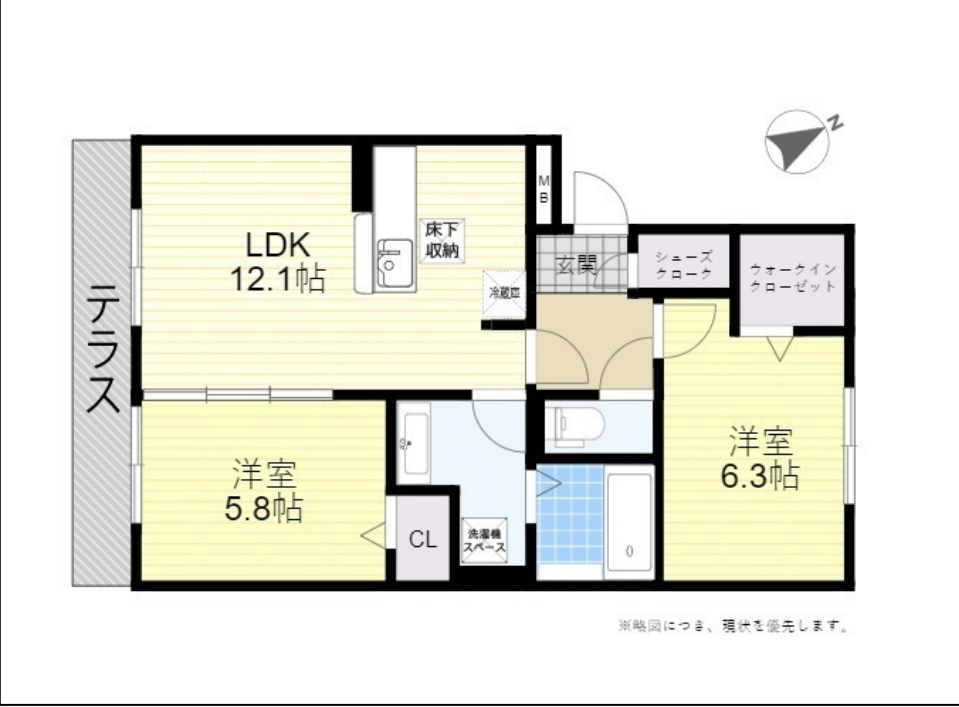 N
MB
LDK
12.1帖
床下
収納
冷蔵庫
玄関
シューズ
クローク
ウォークイン
クローゼット
テラス
洋室
5.8帖
CL
洗濯機
スペース
洋室
6.3帖
※略図につき、現状を優先します。